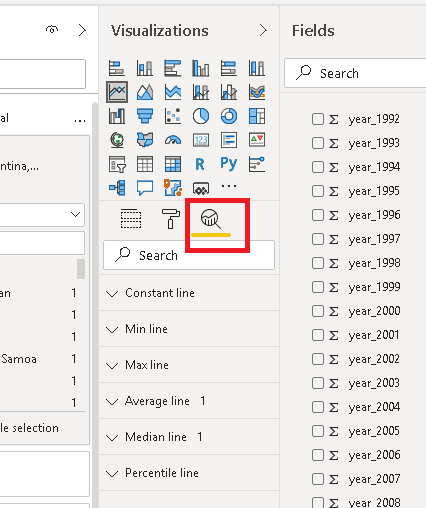 Visualizations
Fields
Search
al
...
ntina,...
123
R
Py
...
Search
an 1
1
1
Samoa 1
1
1
le selection
Constant line
Min line
Max line
Average line 1
Median line 1
Percentile line
Σ year_1992
Σ year_1993
Σ year_1994
Σ year_1995
Σ year_1996
Σ year_1997
Σ year_1998
Σ year_1999
Σ year_2000
Σ year_2001
Σ year_2002
Σ year_2003
Σ year_2004
Σ year_2005
Σ year_2006
Σ year_2007
Σ year_2008